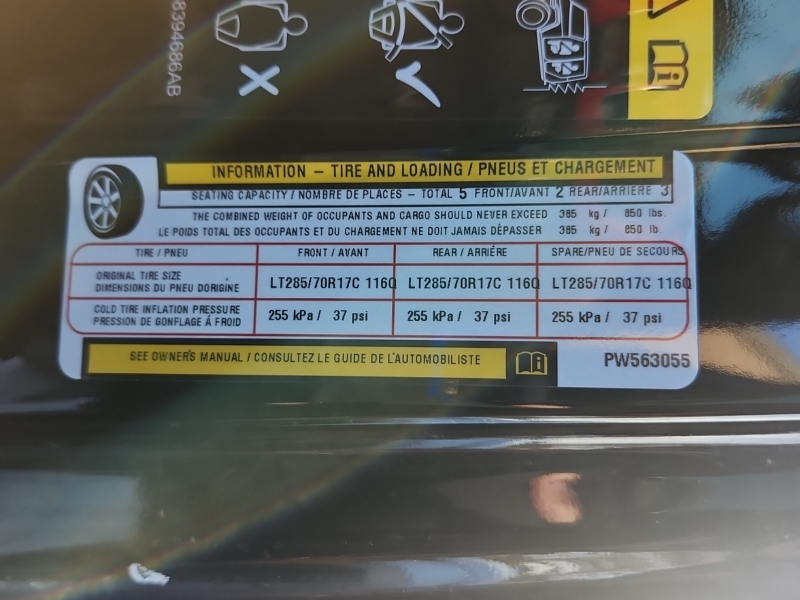 68394686AB
INFORMATION – TIRE AND LOADING / PNEUS ET CHARGEMENT
SEATING CAPACITY / NOMBRE DE PLACES – TOTAL 5 FRONT/AVANT 2 REAR/ARRIÉRE 3
THE COMBINED WEIGHT OF OCCUPANTS AND CARGO SHOULD NEVER EXCEED 385 kg / 850 lbs.
LE POIDS TOTAL DES OCCUPANTS ET DU CHARGEMENT NE DOIT JAMAIS DÉPASSER 385 kg / 850 lb.
TIRE / PNEU FRONT / AVANT REAR / ARRIÉRE SPARE/PNEU DE SECOURS
ORIGINAL TIRE SIZE
DIMENSIONS DU PNEU DORIGINE
LT285/70R17C 116Q LT285/70R17C 116Q LT285/70R17C 116Q
COLD TIRE INFLATION PRESSURE
PRESSION DE GONFLAGE À FROID
255 kPa / 37 psi 255 kPa / 37 psi 255 kPa / 37 psi
SEE OWNER'S MANUAL / CONSULTEZ LE GUIDE DE L'AUTOMOBILISTE
PW563055